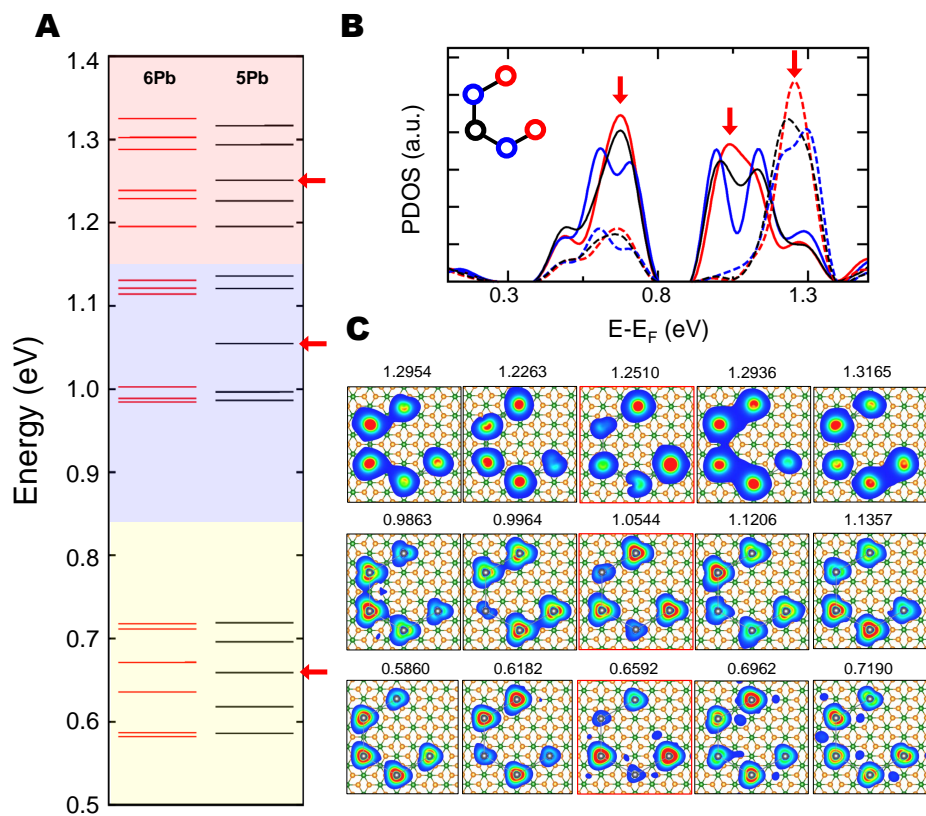 A
Energy (eV)
1.4
1.3
1.2
1.1
1.0
0.9
0.8
0.7
0.6
0.5
6Pb 5Pb
B
PDOS (a.u.)
0.3 0.8 1.3
E-E_F (eV)
C
1.2954 1.2263 1.2510 1.2936 1.3165
0.9863 0.9964 1.0544 1.1206 1.1357
0.5860 0.6182 0.6592 0.6962 0.7190